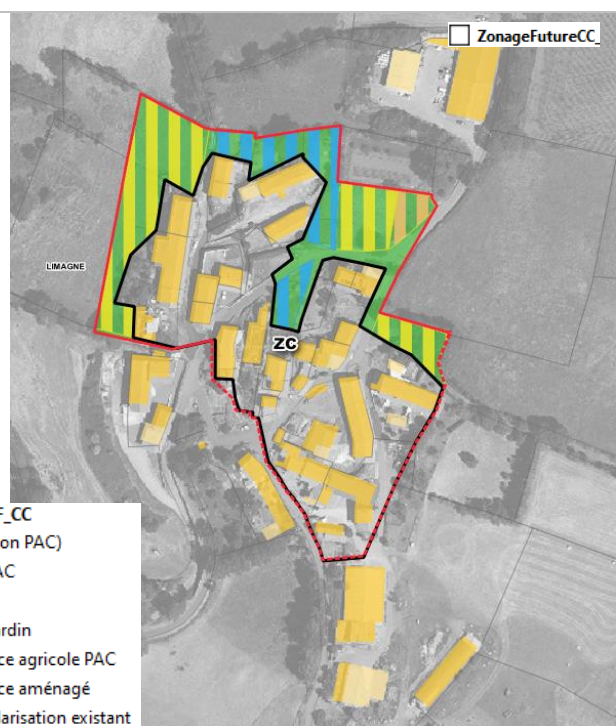 ZonageFutureCC_
LIMAGNE
ZC
F_CC
on PAC)
AC
rdin
ce agricole PAC
ce aménagé
larisation existant